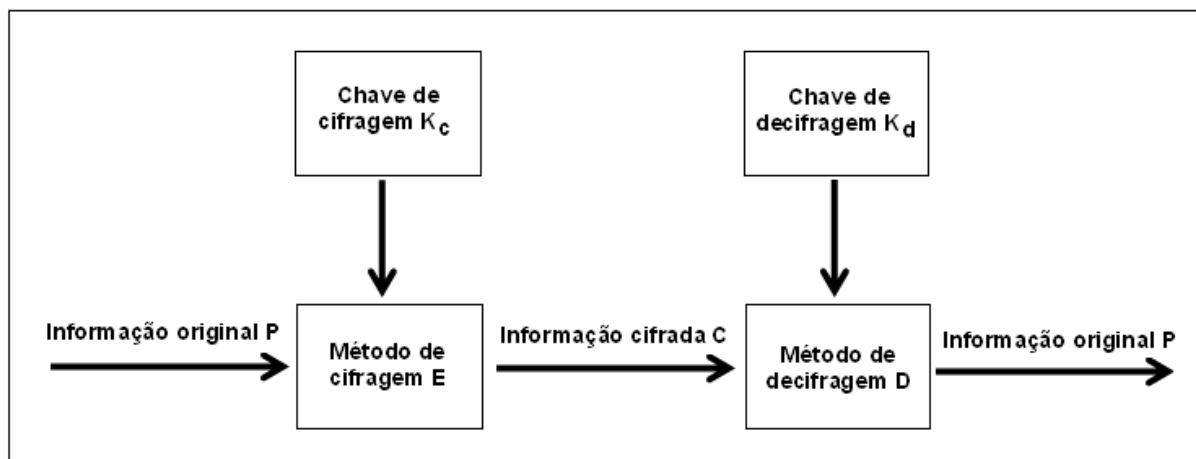 Chave de
cifragem Kc
Chave de
decifragem Kd
Informação original P
Método de
cifragem E
Informação cifrada C
Método de
decifragem D
Informação original P